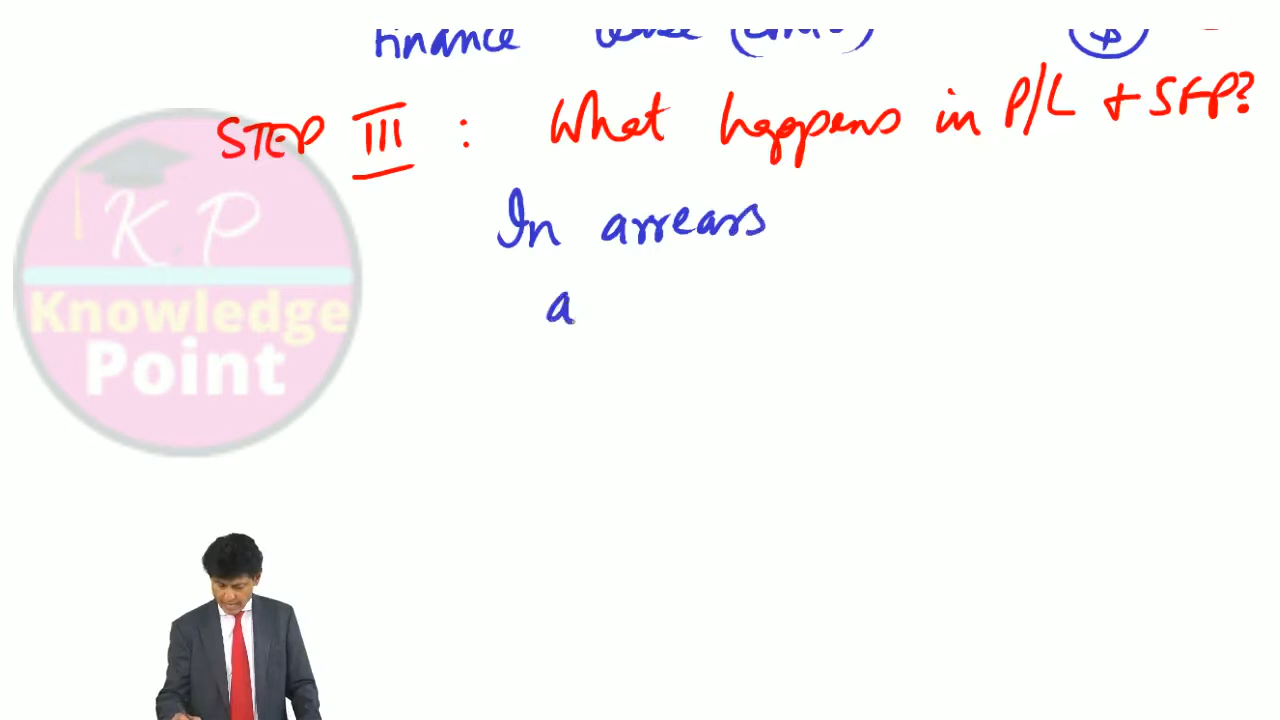 Finance
STEP III : What happens in P/L + SFP?
In arrears
a
K.P
Knowledge
Point